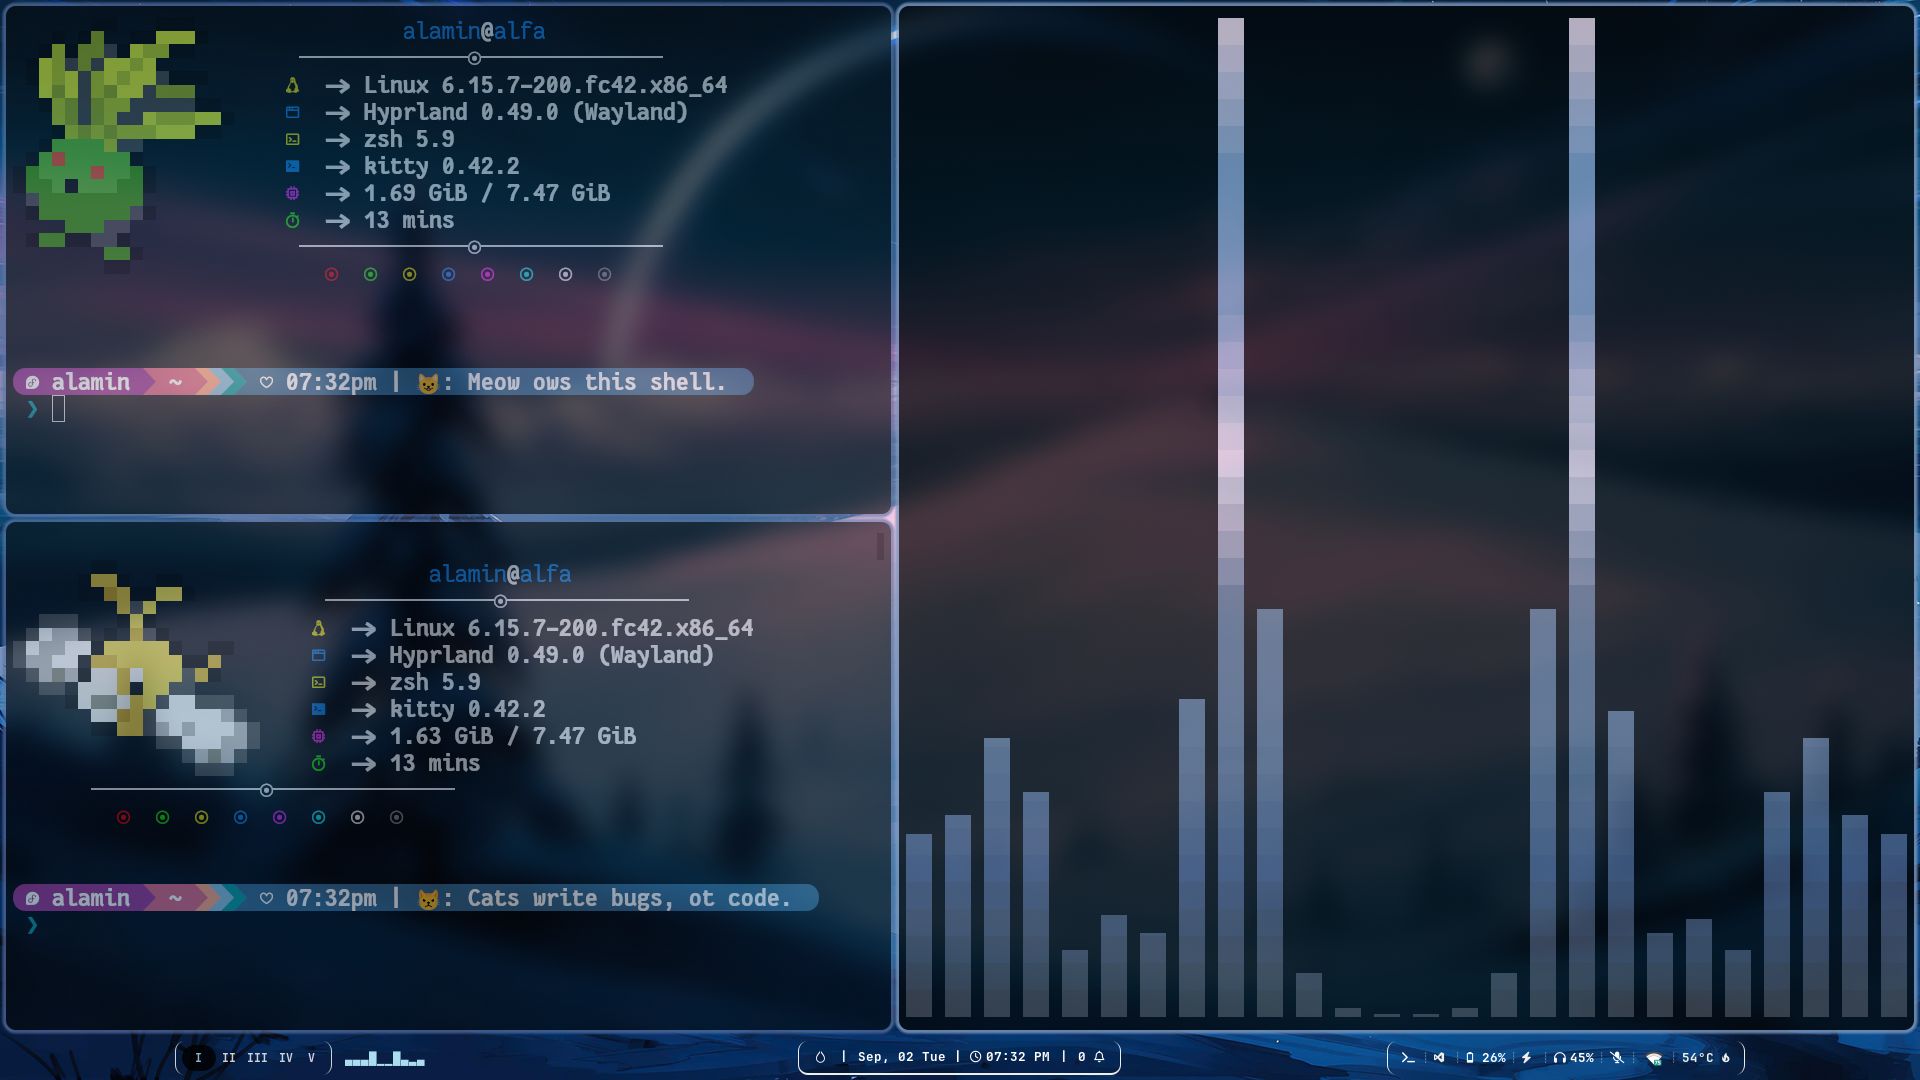 alamin@alfa
Linux 6.15.7-200.fc42.x86_64
Hyprland 0.49.0 (Wayland)
zsh 5.9
kitty 0.42.2
1.69 GiB / 7.47 GiB
13 mins
alamin ~ 07:32pm | 🐱: Meow ows this shell.
❯
alamin@alfa
Linux 6.15.7-200.fc42.x86_64
Hyprland 0.49.0 (Wayland)
zsh 5.9
kitty 0.42.2
1.63 GiB / 7.47 GiB
13 mins
alamin ~ 07:32pm | 🐱: Cats write bugs, ot code.
❯
I II III IV V
| Sep, 02 Tue | 07:32 PM | 0
26% 45% 54°C